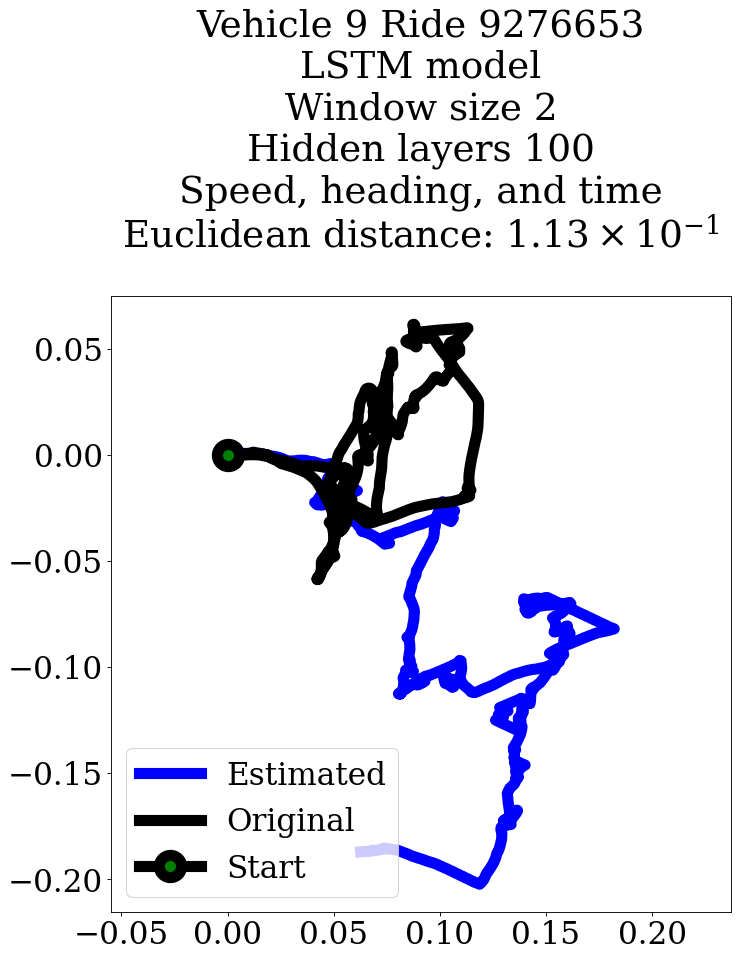 Vehicle 9 Ride 9276653
LSTM model
Window size 2
Hidden layers 100
Speed, heading, and time
Euclidean distance: 1.13 × 10⁻¹
0.05
0.00
−0.05
−0.10
−0.15
−0.20
Estimated
Original
Start
−0.05 0.00 0.05 0.10 0.15 0.20